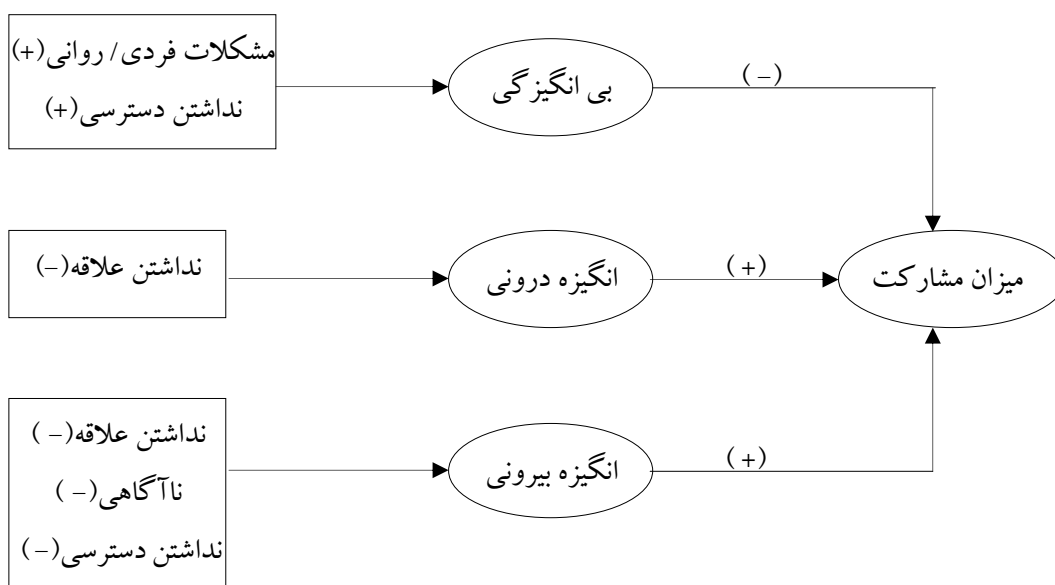 مشکلات فردی/ روانی(+)
نداشتن دسترسی(+)
بی انگیزگی
(-)
نداشتن علاقه(-)
انگیزه درونی
(+)
میزان مشارکت
نداشتن علاقه(- )
ناآگاهی(- )
نداشتن دسترسی(- )
انگیزه بیرونی
(+)